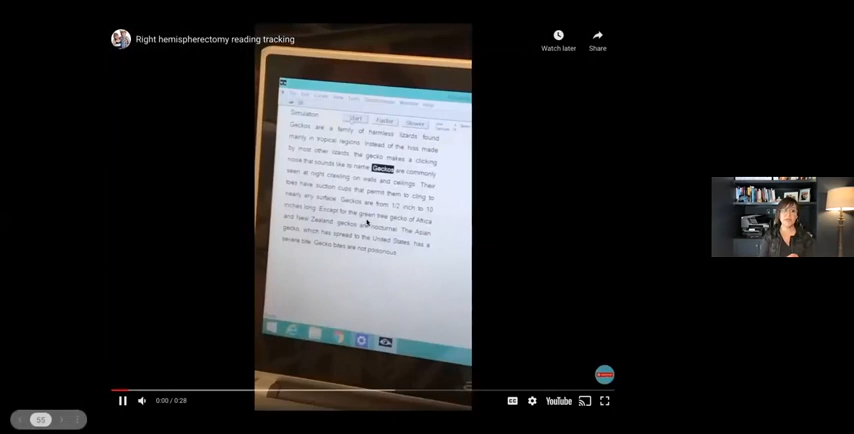 Right hemispherectomy reading tracking
Watch later
Share
Simulation
Start
Faster
Slower
Geckos are a family of harmless lizards found
mainly in tropical regions. Instead of the hiss made
by most other lizards, the gecko makes a clicking
noise that sounds like its name. Geckos are commonly
seen at night crawling on walls and ceilings. Their
toes have suction cups that permit them to cling to
nearly any surface. Geckos are from 1/2 inch to 10
inches long. Except for the green tree gecko of Africa
and New Zealand, geckos are nocturnal. The Asian
gecko, which has spread to the United States, has a
severe bite. Gecko bites are not poisonous.
0:00 / 0:28
CC
YouTube
55